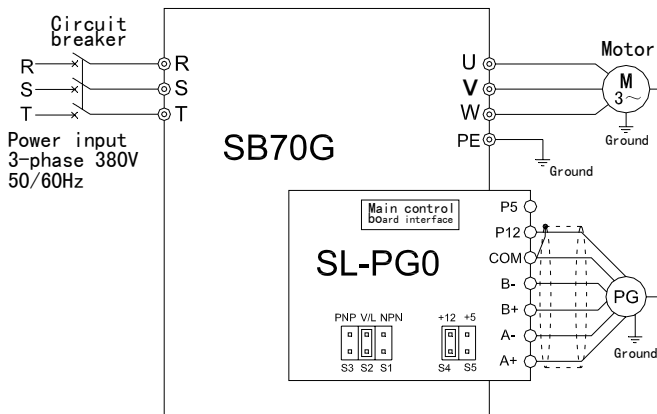 Circuit
breaker
R
S
T
R
S
T
Power input
3-phase 380V
50/60Hz
SB70G
U
V
W
PE
Ground
Motor
M
3～
Ground
Main control
board interface
SL-PG0
P5
P12
COM
B-
B+
A-
A+
PNP V/L NPN
S3 S2 S1
+12 +5
S4 S5
PG
Ground